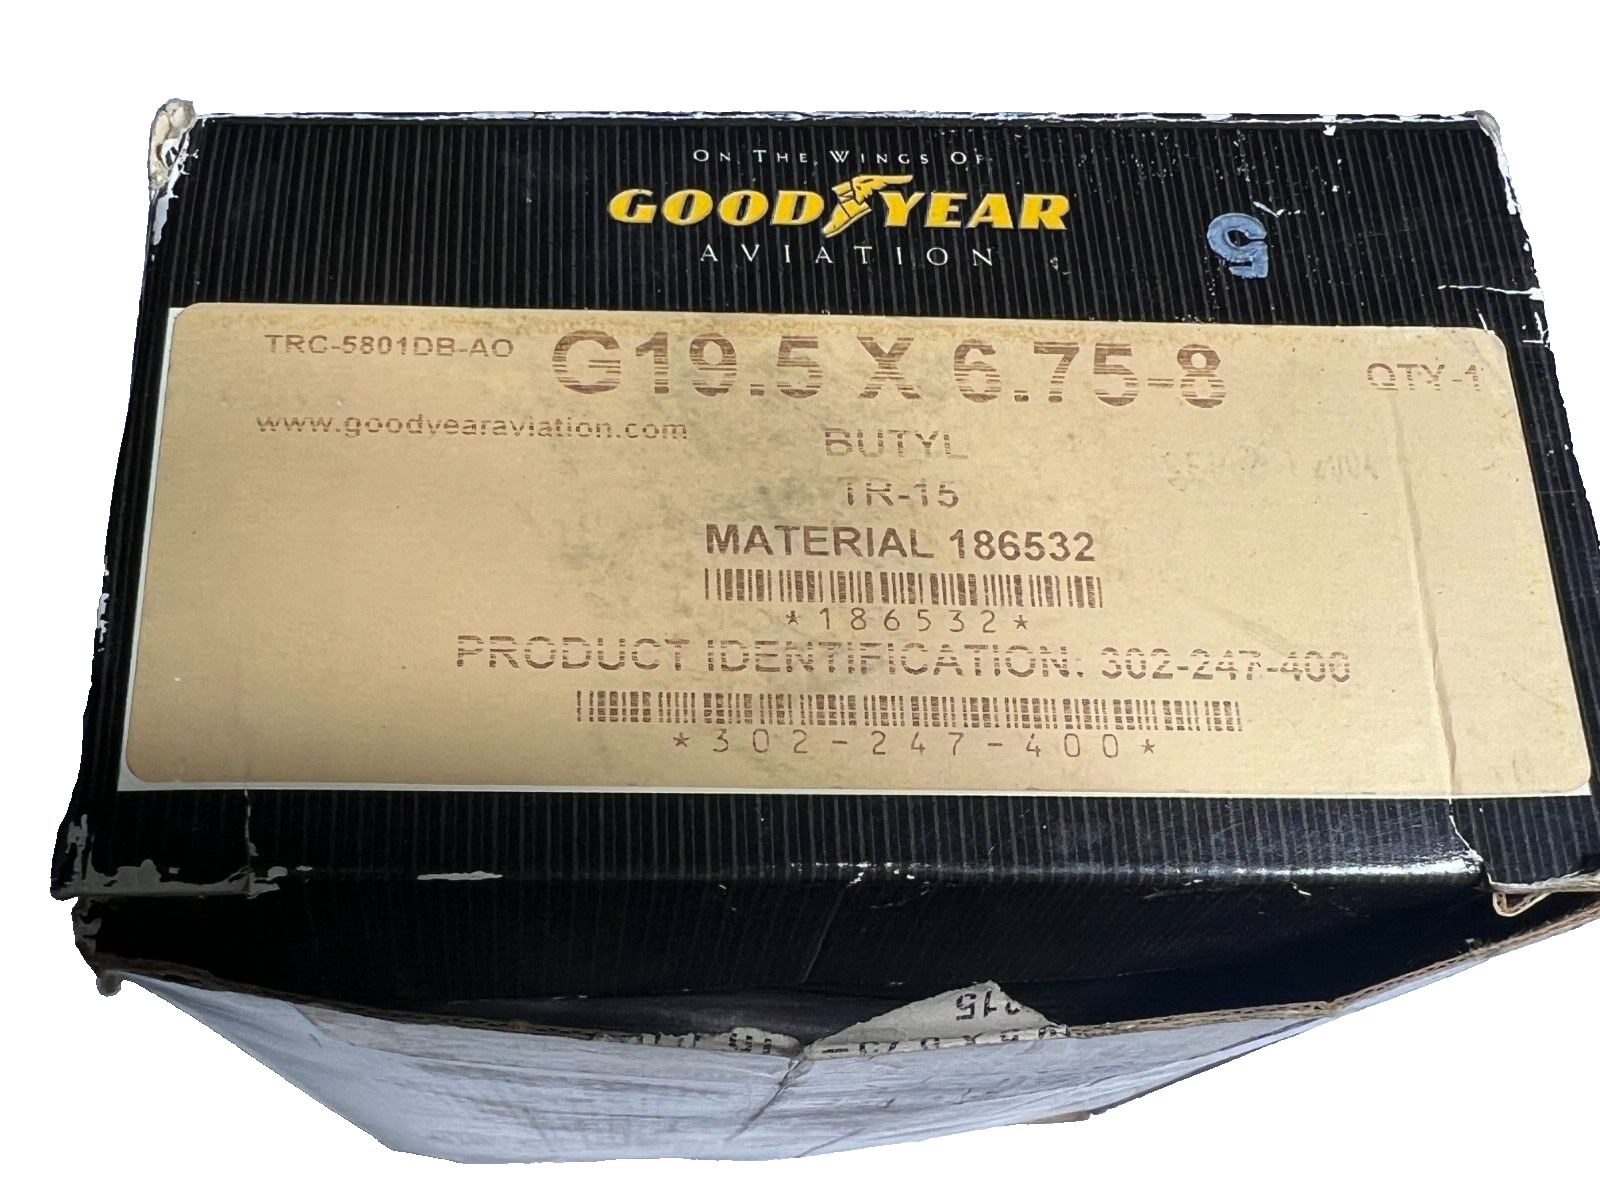 ON THE WINGS OF
GOODYEAR
AVIATION
5
TRC-5801DB-AO
G19.5 X 6.75-8
QTY-1
www.goodyearaviation.com
BUTYL
TR-15
MATERIAL 186532
*186532*
PRODUCT IDENTIFICATION: 302-247-400
*302-247-400*